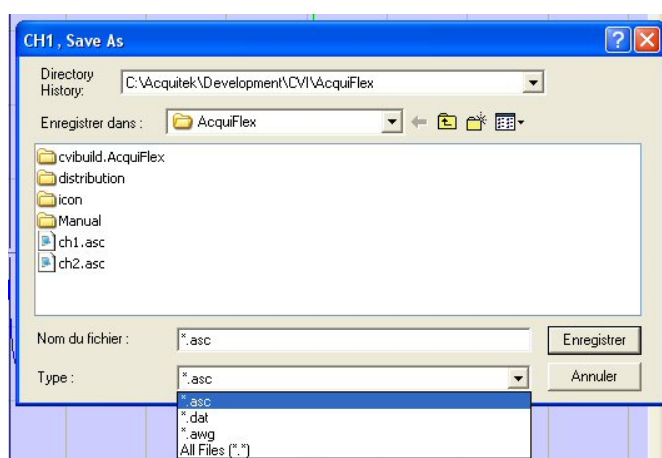 CH1 , Save As
Directory History:
C:\Acquitek\Development\CVI\AcquiFlex
Enregistrer dans :
AcquiFlex
cvibuild.AcquiFlex
distribution
icon
Manual
ch1.asc
ch2.asc
Nom du fichier :
*.asc
Enregistrer
Type :
*.asc
Annuler
*.asc
*.dat
*.awg
All Files (*.*)